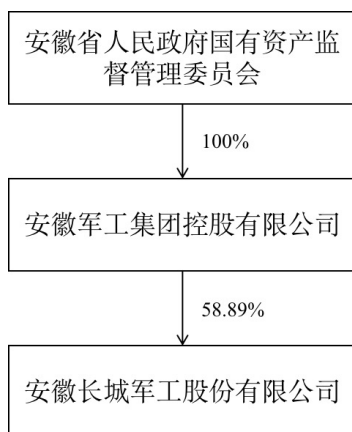 安徽省人民政府国有资产监
督管理委员会
100%
安徽军工集团控股有限公司
58.89%
安徽长城军工股份有限公司